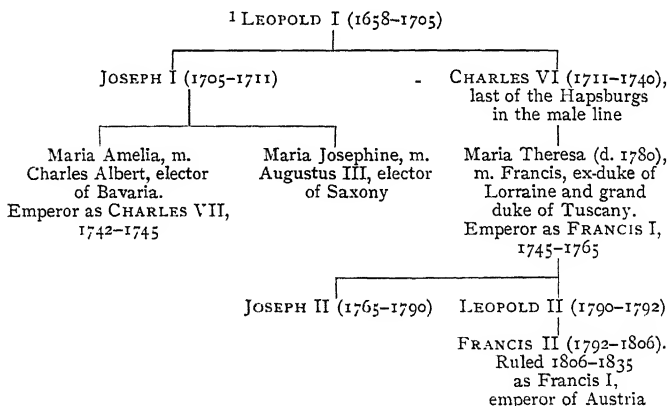 1 LEOPOLD I (1658–1705)
JOSEPH I (1705–1711)
CHARLES VI (1711–1740),
last of the Hapsburgs
in the male line
Maria Amelia, m.
Charles Albert, elector
of Bavaria.
Emperor as CHARLES VII,
1742–1745
Maria Josephine, m.
Augustus III, elector
of Saxony
Maria Theresa (d. 1780),
m. Francis, ex-duke of
Lorraine and grand
duke of Tuscany.
Emperor as FRANCIS I,
1745–1765
JOSEPH II (1765–1790)
LEOPOLD II (1790–1792)
FRANCIS II (1792–1806).
Ruled 1806–1835
as Francis I,
emperor of Austria